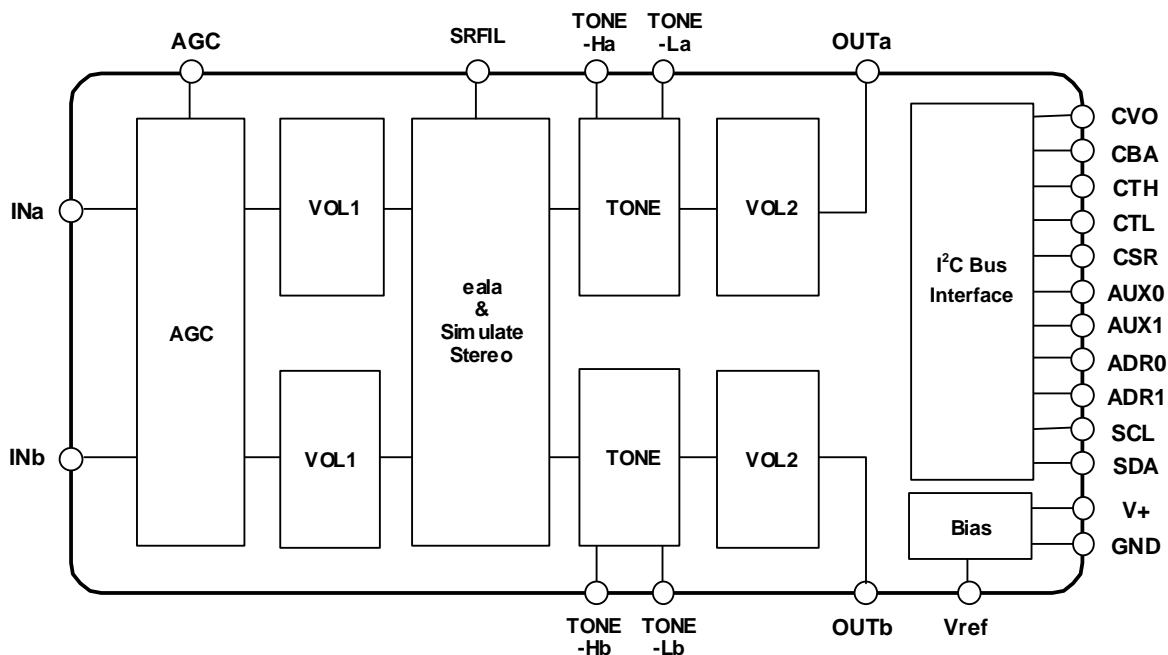 AGC
SRFIL
TONE
-Ha
TONE
-La
OUTa
INa
INb
AGC
VOL1
VOL1
eala
&
Simulate
Stereo
TONE
TONE
VOL2
VOL2
I²C Bus
Interface
Bias
CVO
CBA
CTH
CTL
CSR
AUX0
AUX1
ADR0
ADR1
SCL
SDA
V+
GND
TONE
-Hb
TONE
-Lb
OUTb
Vref